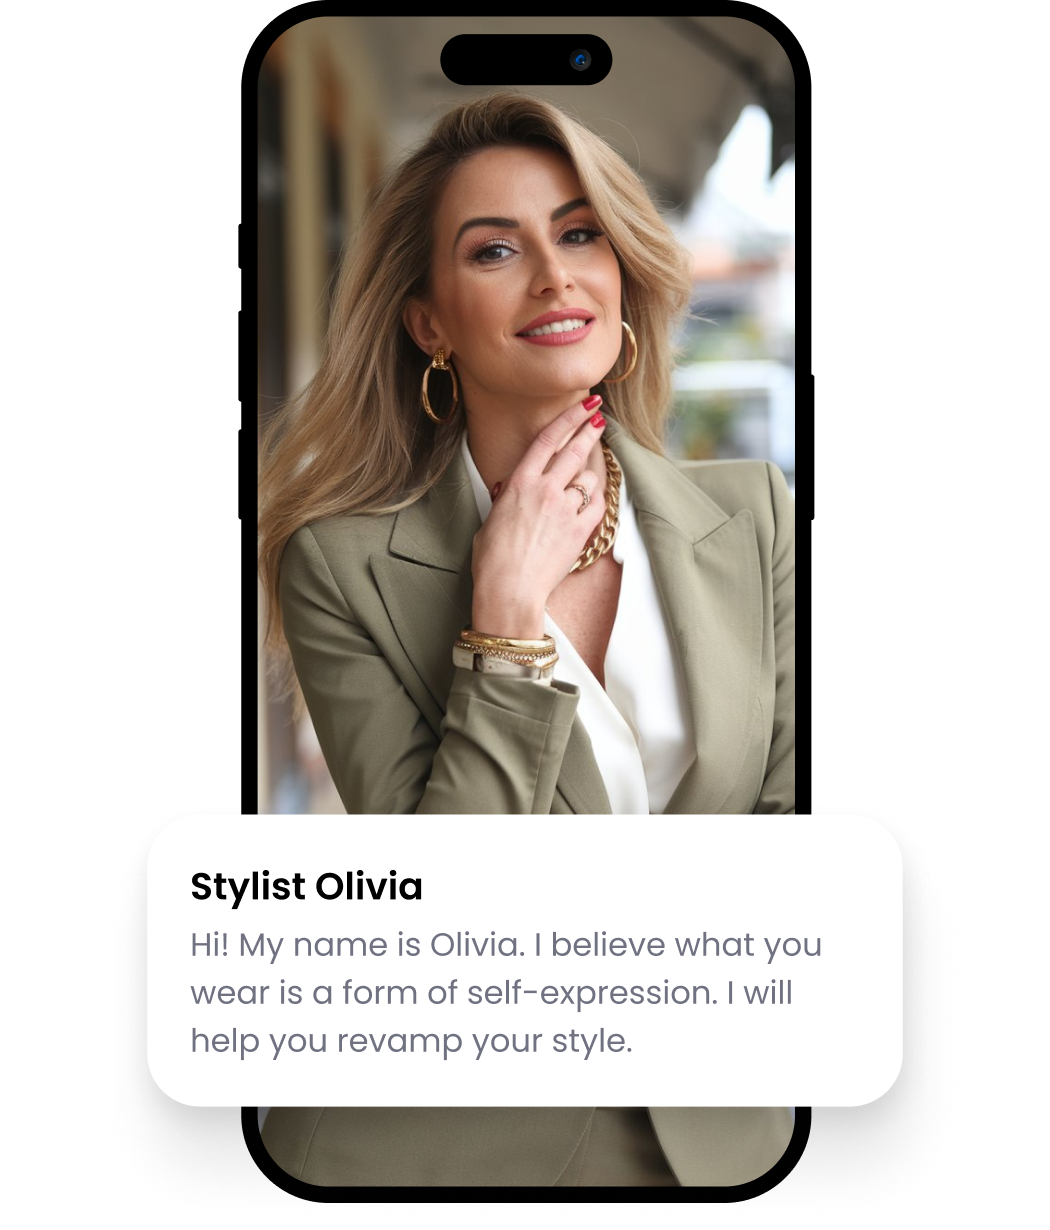 Stylist Olivia
Hi! My name is Olivia. I believe what you
wear is a form of self-expression. I will
help you revamp your style.